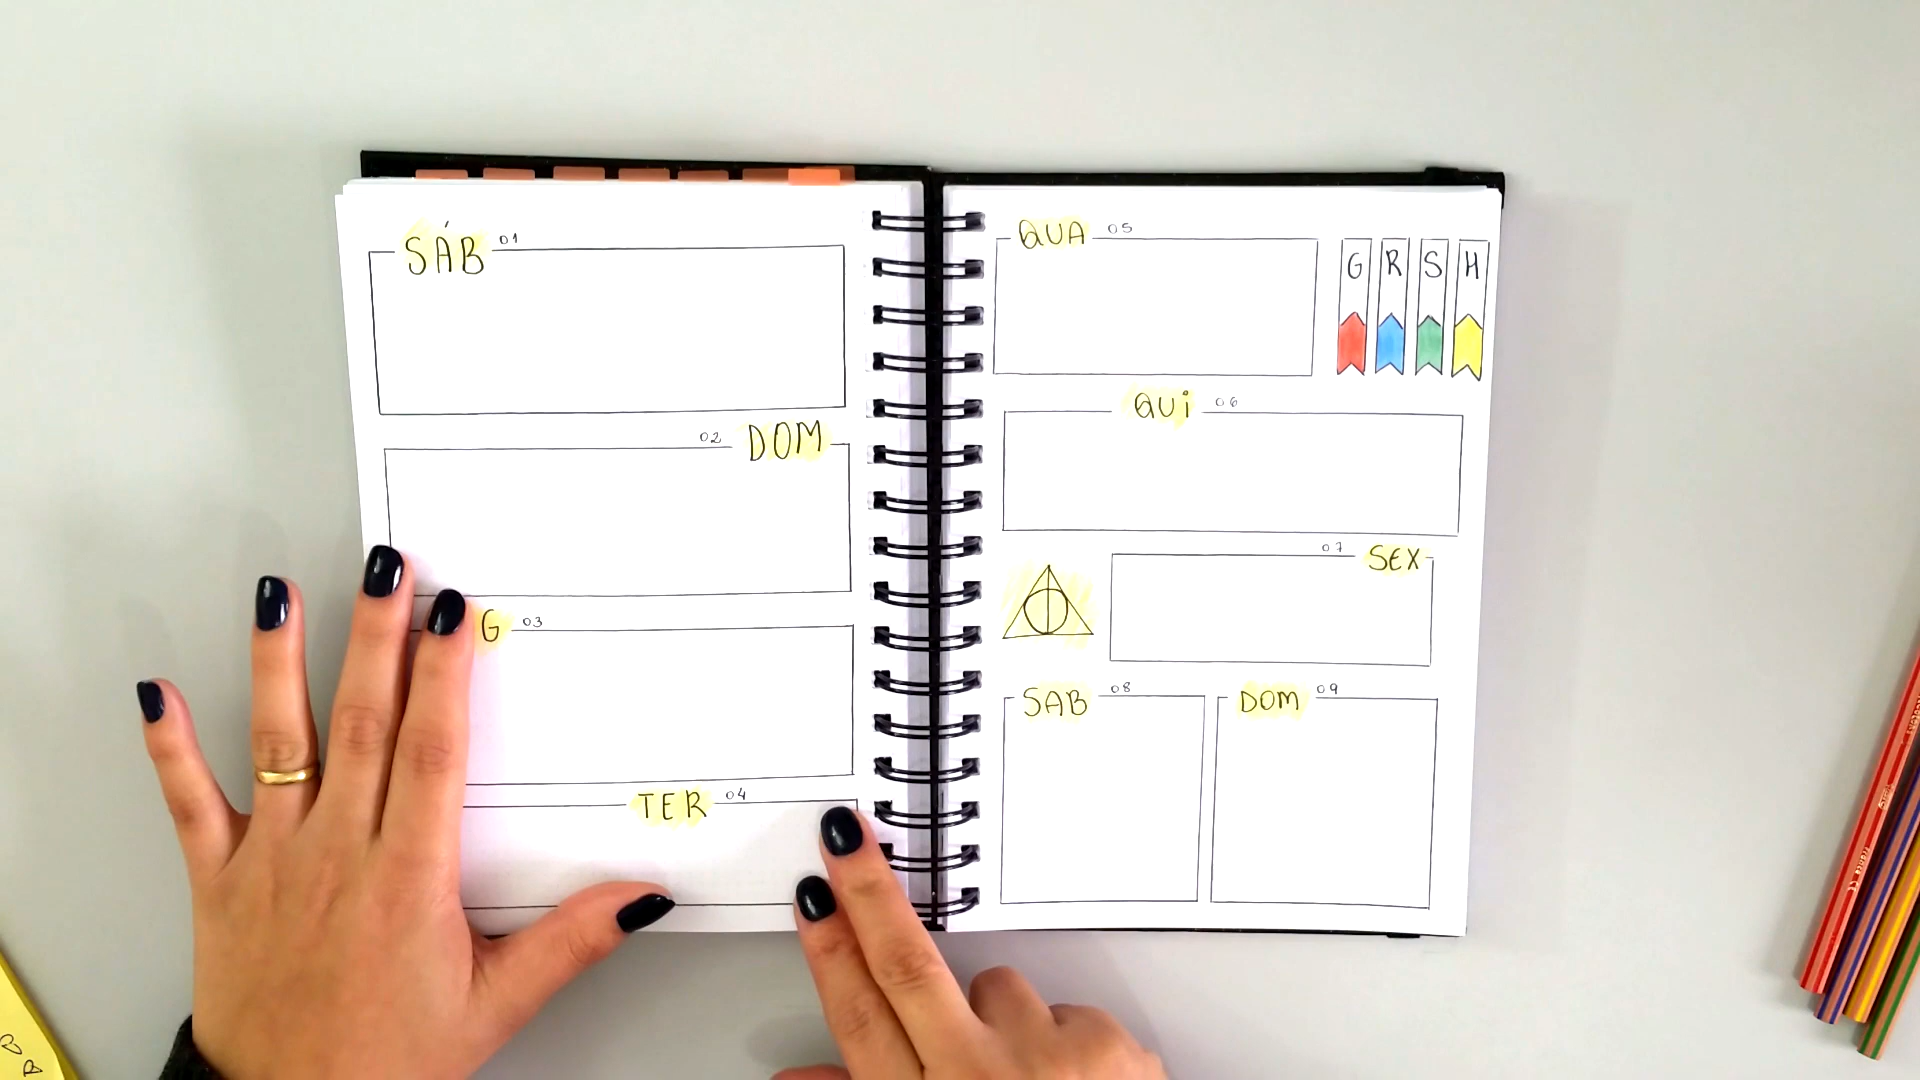 SÁB 01
02 DOM
G 03
TER 04
QUA 05
G R S H
QUi 06
07 SEX
SAB 08
DOM 09